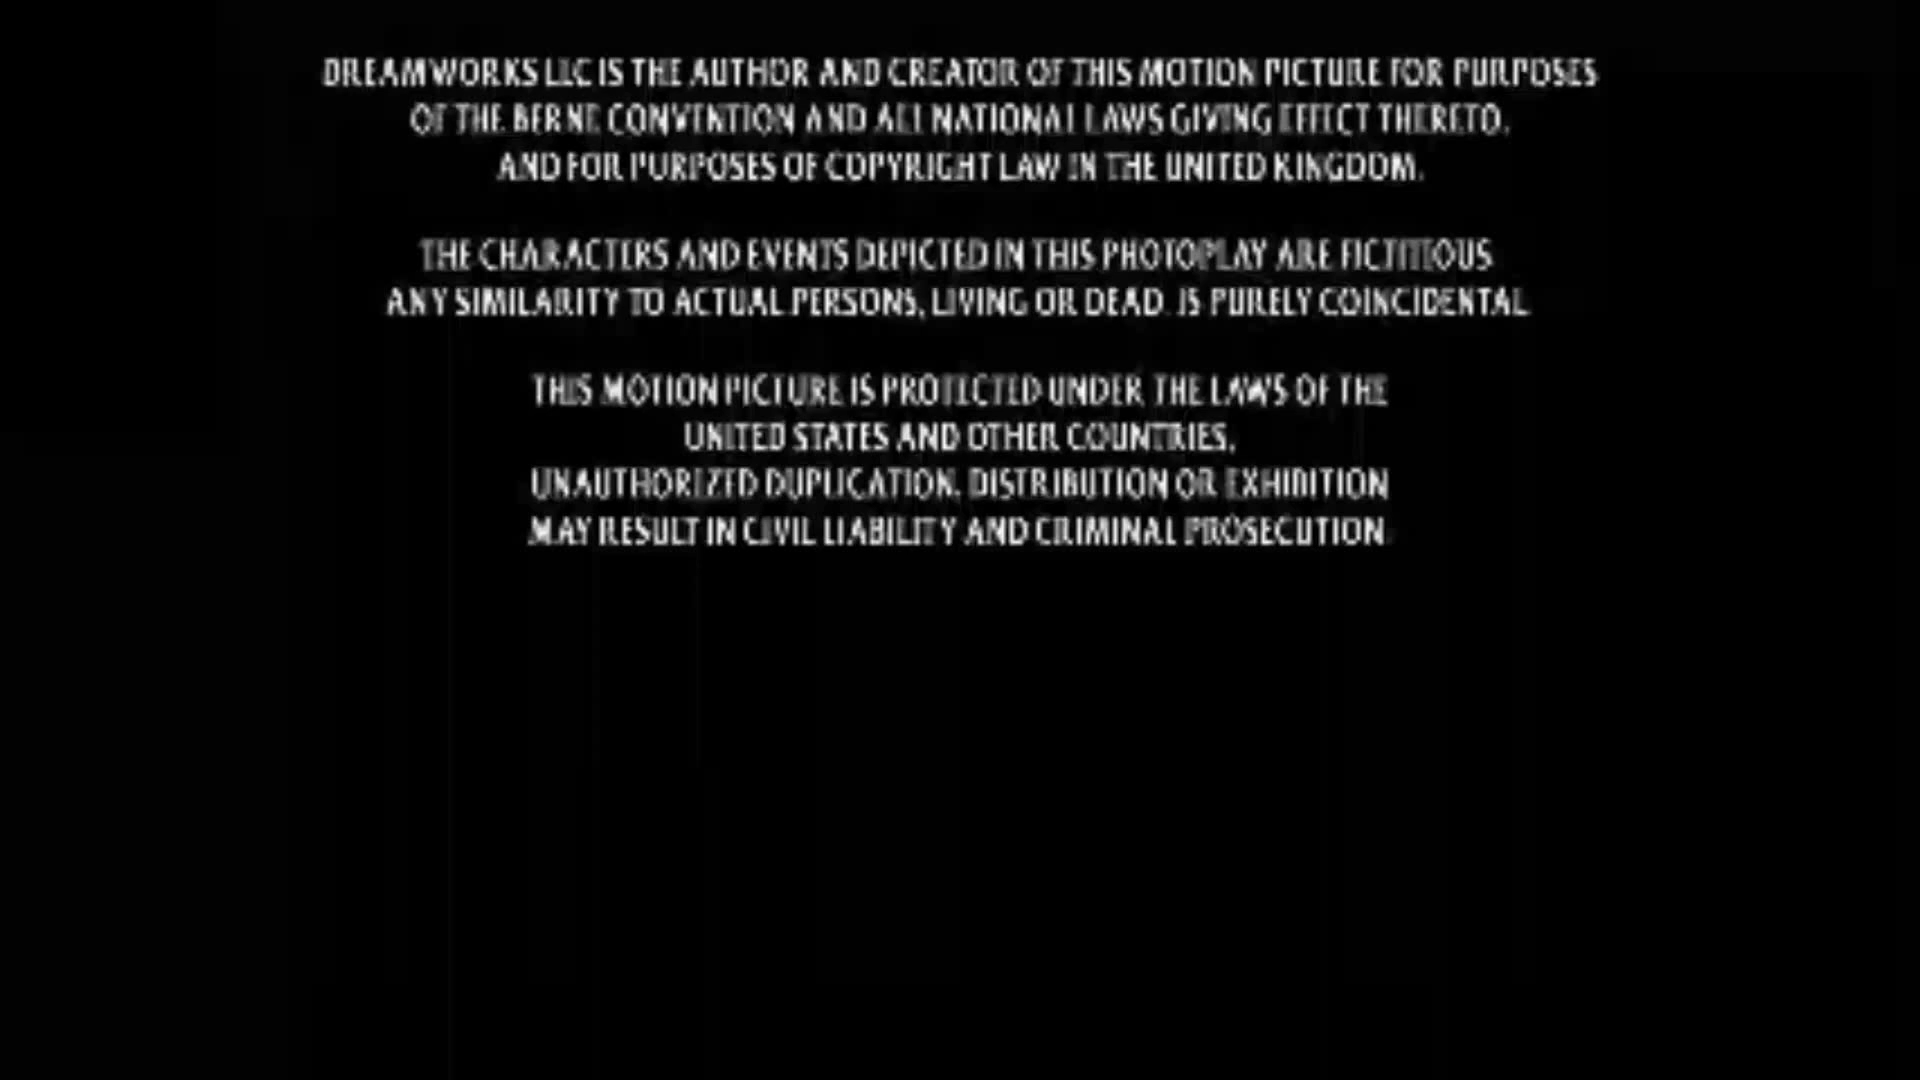 DREAMWORKS LLC IS THE AUTHOR AND CREATOR OF THIS MOTION PICTURE FOR PURPOSES
OF THE BERNE CONVENTION AND ALL NATIONAL LAWS GIVING EFFECT THERETO,
AND FOR PURPOSES OF COPYRIGHT LAW IN THE UNITED KINGDOM.
THE CHARACTERS AND EVENTS DEPICTED IN THIS PHOTOPLAY ARE FICTITIOUS
ANY SIMILARITY TO ACTUAL PERSONS, LIVING OR DEAD, IS PURELY COINCIDENTAL
THIS MOTION PICTURE IS PROTECTED UNDER THE LAWS OF THE
UNITED STATES AND OTHER COUNTRIES.
UNAUTHORIZED DUPLICATION, DISTRIBUTION OR EXHIBITION
MAY RESULT IN CIVIL LIABILITY AND CRIMINAL PROSECUTION.